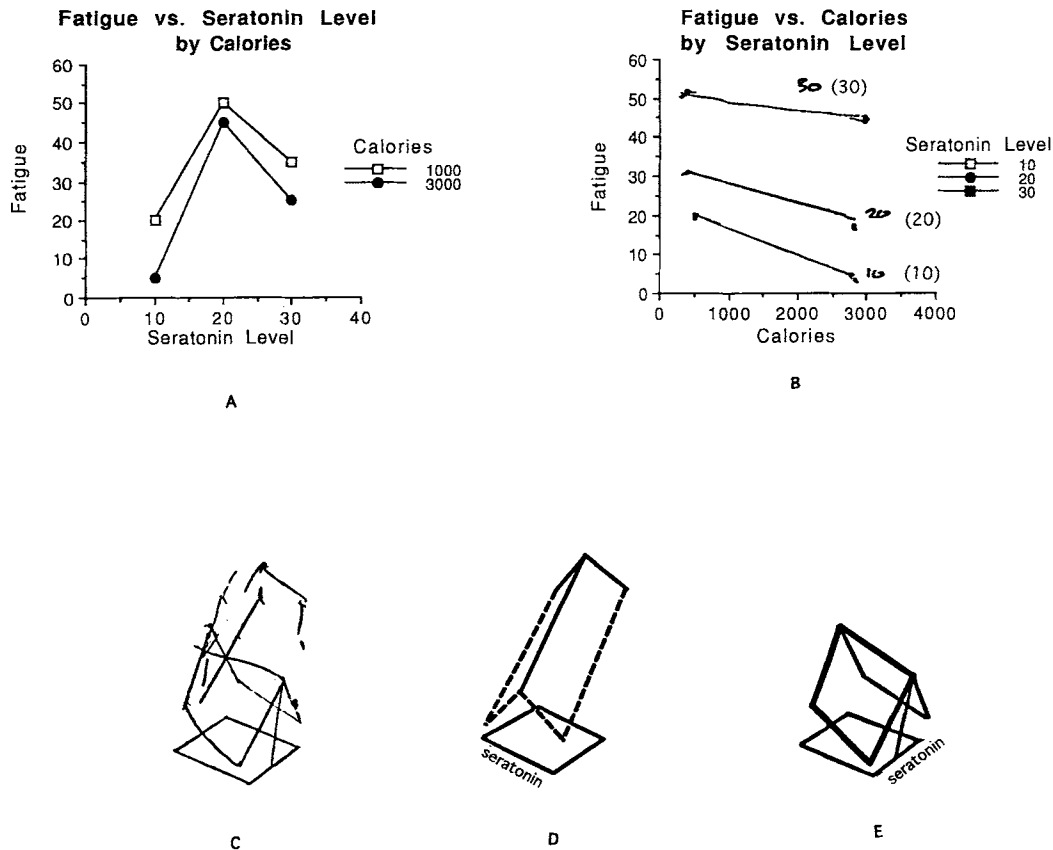 Fatigue vs. Seratonin Level
by Calories
60
50
40
30
20
10
0
Fatigue
0 10 20 30 40
Seratonin Level
Calories
1000
3000
A
Fatigue vs. Calories
by Seratonin Level
60
50
40
30
20
10
0
Fatigue
50 (30)
20 (20)
10 (10)
0 1000 2000 3000 4000
Calories
Seratonin Level
10
20
30
B
C
seratonin
D
seratonin
E